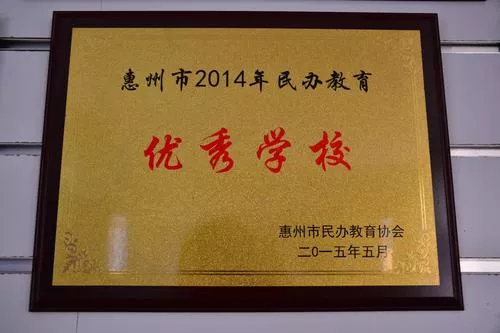 惠州市2014年民办教育
优秀学校
惠州市民办教育协会
二〇一五年五月